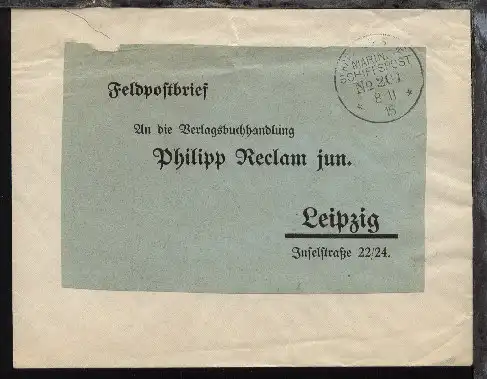 MARINE-
SCHIFFSPOST
No 201
* 8 11 *
15
Feldpostbrief
An die Verlagsbuchhandlung
Philipp Reclam jun.
Leipzig
Inselstraße 22/24.